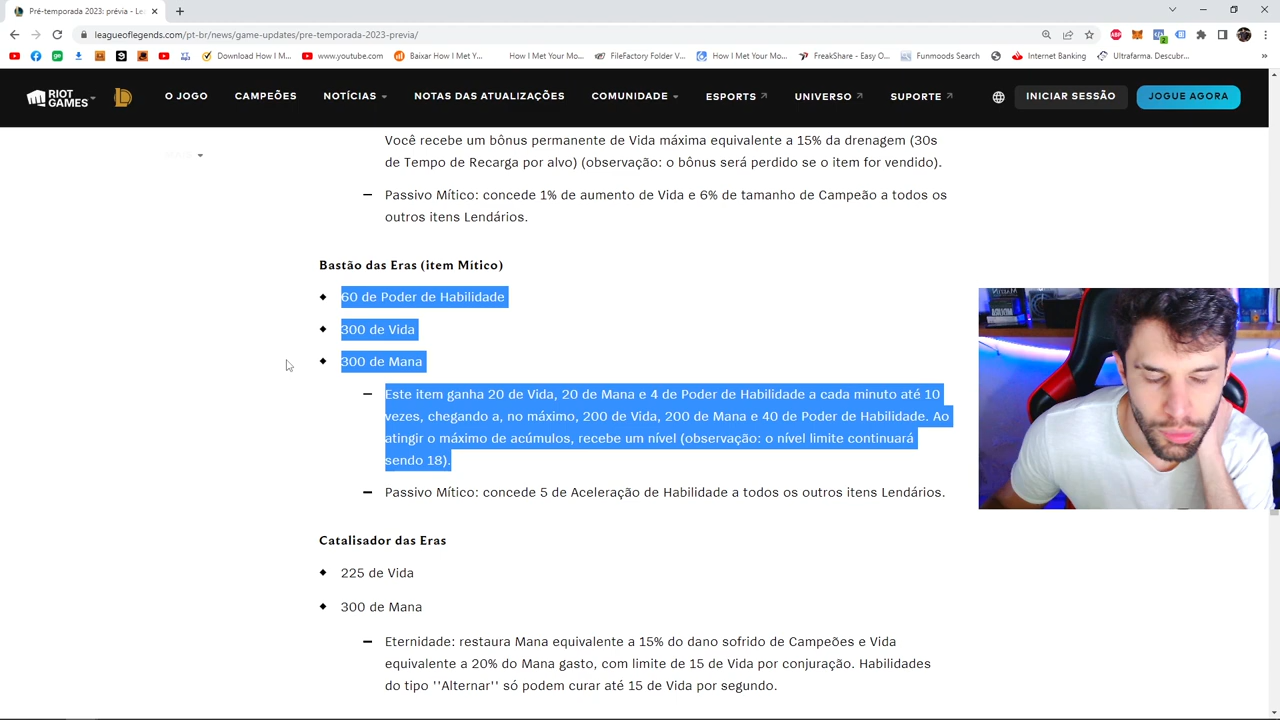 Pré-temporada 2023: prévia - Le
leagueoflegends.com/pt-br/news/game-updates/pre-temporada-2023-previa/
Download How I M...
www.youtube.com
Baixar How I Met Y...
How I Met Your Mo...
FileFactory Folder V...
How I Met Your Mo...
FreakShare - Easy O...
Funmoods Search
Internet Banking
Ultrafarma. Descubr...
RIOT GAMES
O JOGO
CAMPEÕES
NOTÍCIAS
NOTAS DAS ATUALIZAÇÕES
COMUNIDADE
ESPORTS
UNIVERSO
SUPORTE
INICIAR SESSÃO
JOGUE AGORA
Você recebe um bônus permanente de Vida máxima equivalente a 15% da drenagem (30s
de Tempo de Recarga por alvo) (observação: o bônus será perdido se o item for vendido).
Passivo Mítico: concede 1% de aumento de Vida e 6% de tamanho de Campeão a todos os
outros itens Lendários.
Bastão das Eras (item Mítico)
60 de Poder de Habilidade
300 de Vida
300 de Mana
Este item ganha 20 de Vida, 20 de Mana e 4 de Poder de Habilidade a cada minuto até 10
vezes, chegando a, no máximo, 200 de Vida, 200 de Mana e 40 de Poder de Habilidade. Ao
atingir o máximo de acúmulos, recebe um nível (observação: o nível limite continuará
sendo 18).
Passivo Mítico: concede 5 de Aceleração de Habilidade a todos os outros itens Lendários.
Catalisador das Eras
225 de Vida
300 de Mana
Eternidade: restaura Mana equivalente a 15% do dano sofrido de Campeões e Vida
equivalente a 20% do Mana gasto, com limite de 15 de Vida por conjuração. Habilidades
do tipo ''Alternar'' só podem curar até 15 de Vida por segundo.